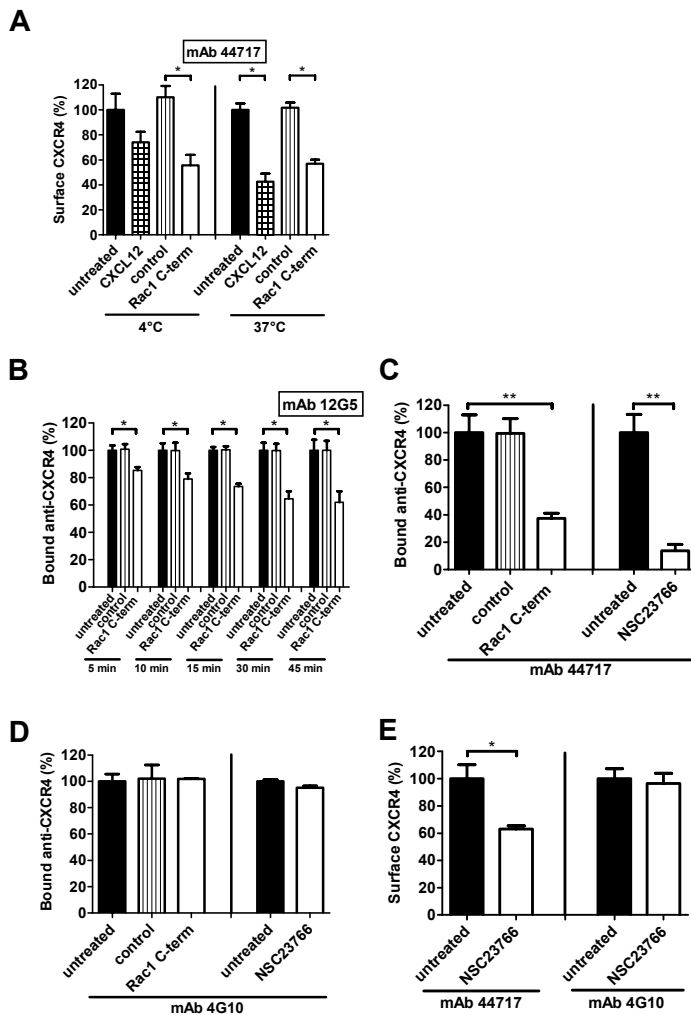 A
mAb 44717
Surface CXCR4 (%)
120
100
80
60
40
20
0
* * *
untreated CXCL12 control Rac1 C-term untreated CXCL12 control Rac1 C-term
4°C 37°C
B
mAb 12G5
Bound anti-CXCR4 (%)
120
100
80
60
40
20
0
* * * * *
untreated control Rac1 C-term untreated control Rac1 C-term untreated control Rac1 C-term untreated control Rac1 C-term untreated control Rac1 C-term
5 min 10 min 15 min 30 min 45 min
C
Bound anti-CXCR4 (%)
120
100
80
60
40
20
0
** **
untreated control Rac1 C-term untreated NSC23766
mAb 44717
D
Bound anti-CXCR4 (%)
120
100
80
60
40
20
0
untreated control Rac1 C-term untreated NSC23766
mAb 4G10
E
Surface CXCR4 (%)
120
100
80
60
40
20
0
*
untreated NSC23766 untreated NSC23766
mAb 44717 mAb 4G10